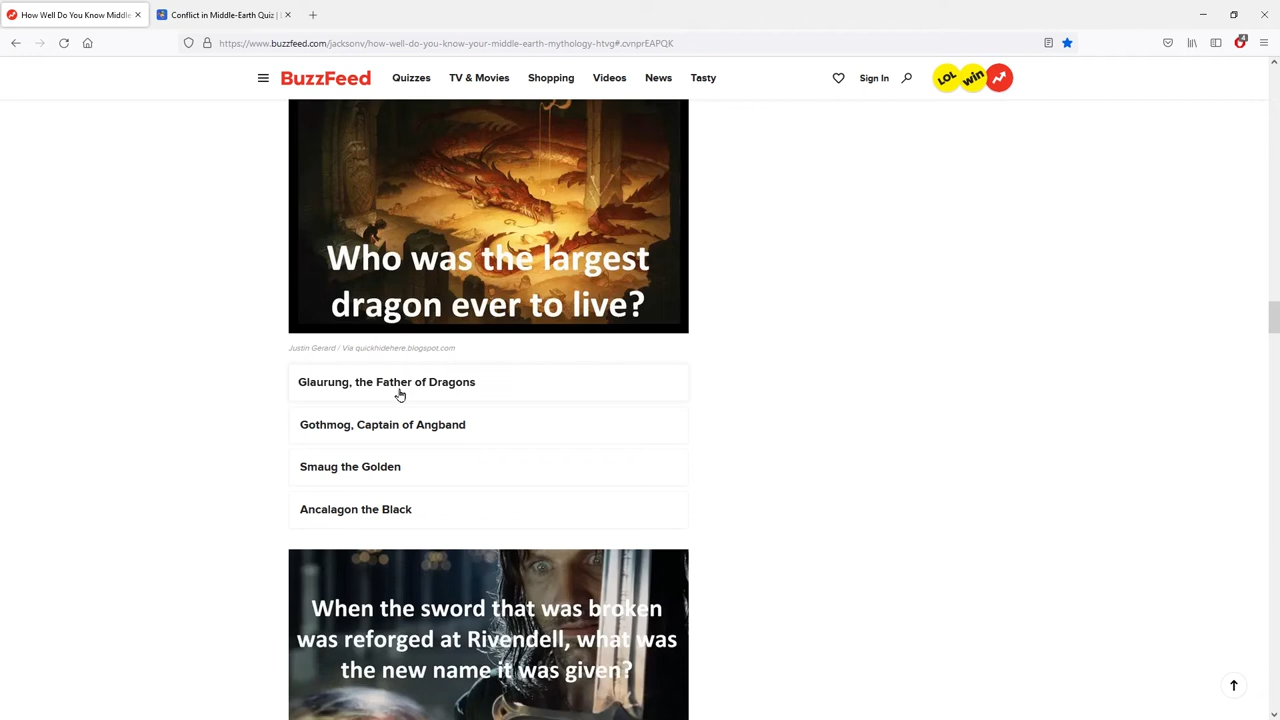 How Well Do You Know Middle-
Conflict in Middle-Earth Quiz |
https://www.buzzfeed.com/jacksonv/how-well-do-you-know-your-middle-earth-mythology-htvg#.cvnprEAPQK
BuzzFeed
Quizzes
TV & Movies
Shopping
Videos
News
Tasty
Sign In
LOL
win
Who was the largest
dragon ever to live?
Justin Gerard / Via quickhidehere.blogspot.com
Glaurung, the Father of Dragons
Gothmog, Captain of Angband
Smaug the Golden
Ancalagon the Black
When the sword that was broken
was reforged at Rivendell, what was
the new name it was given?